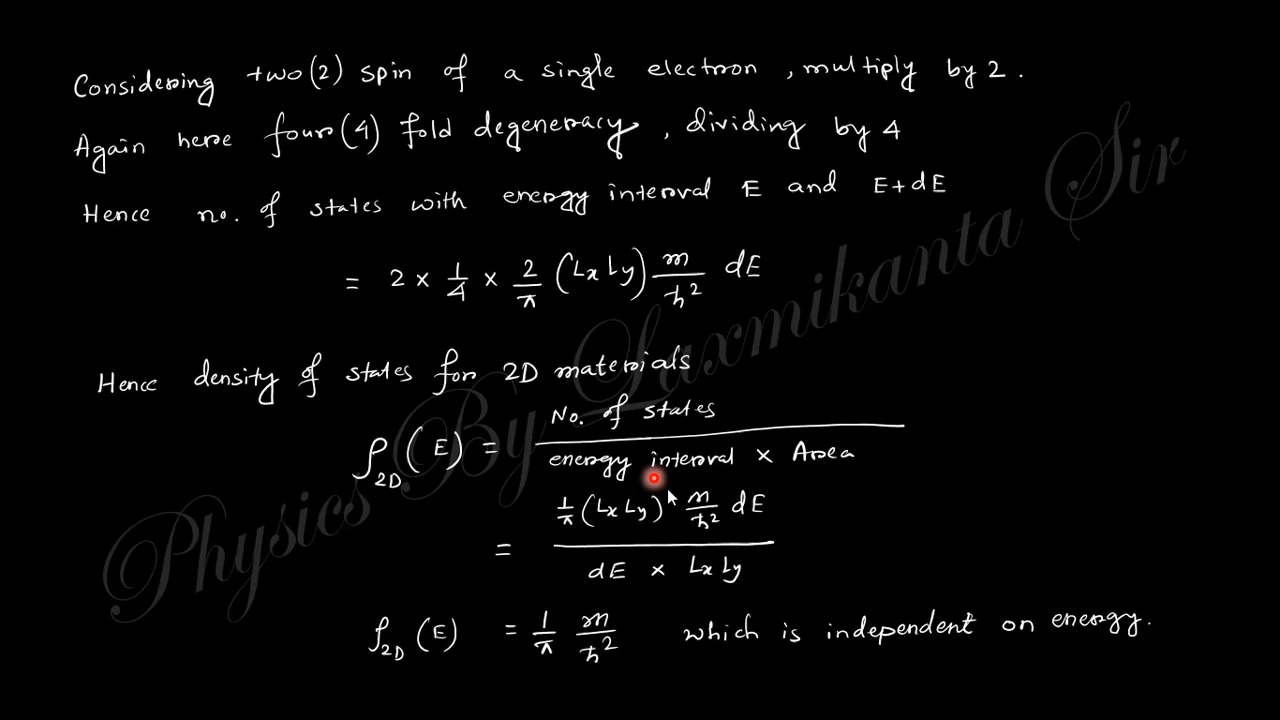 Considering two(2) spin of a single electron, multiply by 2.
Again here four(4) fold degeneracy, dividing by 4
Hence no. of states with energy interval E and E+dE
= 2 × 1/4 × 2/π (Lx Ly) m/ħ² dE
Hence density of states for 2D materials
ρ2D (E) = No. of states / energy interval × Area
= 1/π (Lx Ly) m/ħ² dE / dE × Lx Ly
ρ2D (E) = 1/π m/ħ² which is independent on energy.
Physics By Laxmikanta Sir